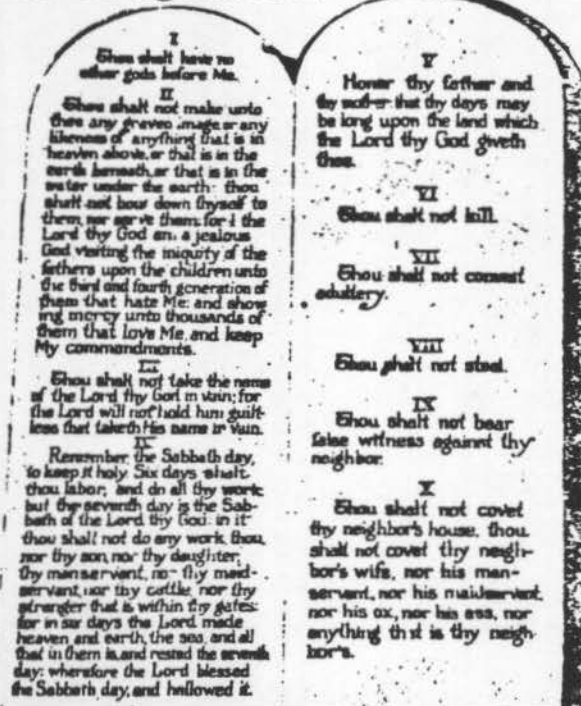 I
Thou shalt have no
other gods before Me.
II
Thou shalt not make unto
thee any graven image, or any
likeness of anything that is in
heaven above, or that is in the
earth beneath, or that is in the
water under the earth: thou
shalt not bow down thyself to
them, nor serve them: for I the
Lord thy God am a jealous
God visiting the iniquity of the
fathers upon the children unto
the third and fourth generation of
them that hate Me: and show
ing mercy unto thousands of
them that love Me, and keep
My commandments.
III
Thou shalt not take the name
of the Lord thy God in vain; for
the Lord will not hold him guilt-
less that taketh His name in vain.
IV
Remember the Sabbath day,
to keep it holy. Six days shalt
thou labor, and do all thy work:
but the seventh day is the Sab-
bath of the Lord thy God: in it
thou shalt not do any work, thou,
nor thy son, nor thy daughter,
thy manservant, nor thy maid-
servant, nor thy cattle, nor thy
stranger that is within thy gates:
for in six days the Lord made
heaven and earth, the sea, and all
that in them is, and rested the seventh
day: wherefore the Lord blessed
the Sabbath day, and hallowed it.
V
Honor thy father and
thy mother that thy days may
be long upon the land which
the Lord thy God giveth
thee.
VI
Thou shalt not kill.
VII
Thou shalt not commit
adultery.
VIII
Thou shalt not steal.
IX
Thou shalt not bear
false witness against thy
neighbor.
X
Thou shalt not covet
thy neighbor's house, thou
shalt not covet thy neigh-
bor's wife, nor his man-
servant, nor his maidservant,
nor his ox, nor his ass, nor
anything that is thy neigh-
bor's.